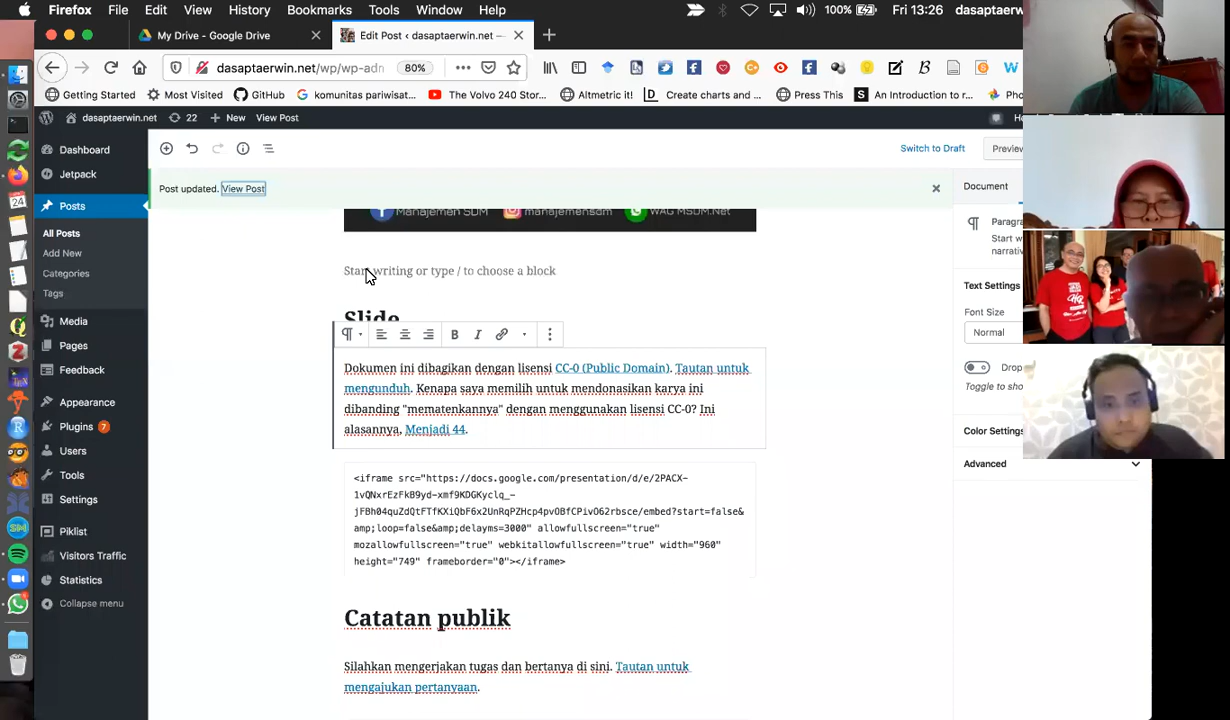 Firefox File Edit View History Bookmarks Tools Window Help 100% Fri 13:26 dasaptaerw
My Drive - Google Drive
Edit Post ‹ dasaptaerwin.net —
dasaptaerwin.net/wp/wp-adn 80%
Getting Started Most Visited GitHub komunitas pariwisat... The Volvo 240 Stor... Altmetric it! Create charts and ... Press This An Introduction to r... Pho
dasaptaerwin.net 22 New View Post
Dashboard
Jetpack
Posts
All Posts
Add New
Categories
Tags
Media
Pages
Feedback
Appearance
Plugins 7
Users
Tools
Settings
Piklist
Visitors Traffic
Statistics
Collapse menu
Switch to Draft Preview
Post updated. View Post
Manajemen SDM manajemensdm WAG MSDM.Net
Start writing or type / to choose a block
Slide
Dokumen ini dibagikan dengan lisensi CC-0 (Public Domain). Tautan untuk
mengunduh. Kenapa saya memilih untuk mendonasikan karya ini
dibanding "mematenkannya" dengan menggunakan lisensi CC-0? Ini
alasannya, Menjadi 44.
<iframe src="https://docs.google.com/presentation/d/e/2PACX-
1vQNxrEzFkB9yd-xmf9KDGKyclq_-
jFBh04quZdQtFTfKXiQbF6x2UnRqPZHcp4pvOBfCPivO62rbsce/embed?start=false&
amp;loop=false&amp;delayms=3000" allowfullscreen="true"
mozallowfullscreen="true" webkitallowfullscreen="true" width="960"
height="749" frameborder="0"></iframe>
Catatan publik
Silahkan mengerjakan tugas dan bertanya di sini. Tautan untuk
mengajukan pertanyaan.
Document
Paragra
Start w
narrativ
Text Settings
Font Size
Normal
Drop
Toggle to sho
Color Settings
Advanced